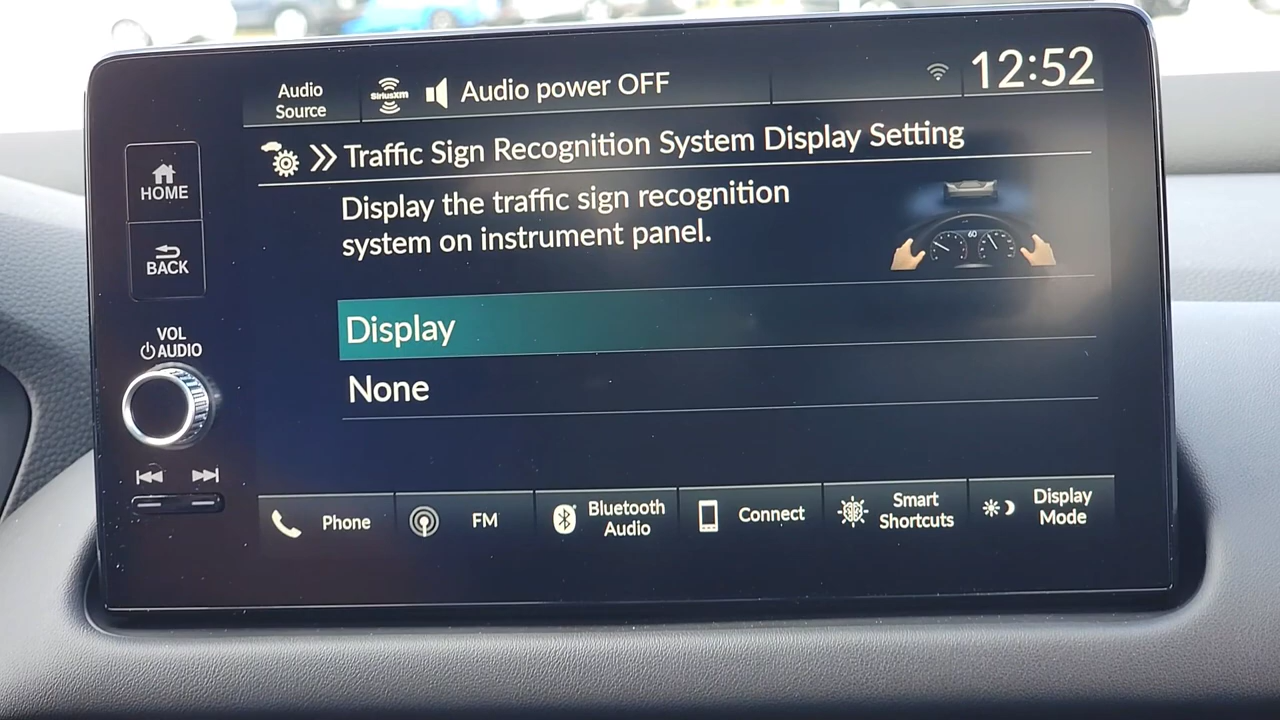 Audio
Source
SiriusXM
Audio power OFF
12:52
Traffic Sign Recognition System Display Setting
HOME
Display the traffic sign recognition
system on instrument panel.
60
BACK
VOL
AUDIO
Display
None
Phone
FM
Bluetooth
Audio
Connect
Smart
Shortcuts
Display
Mode